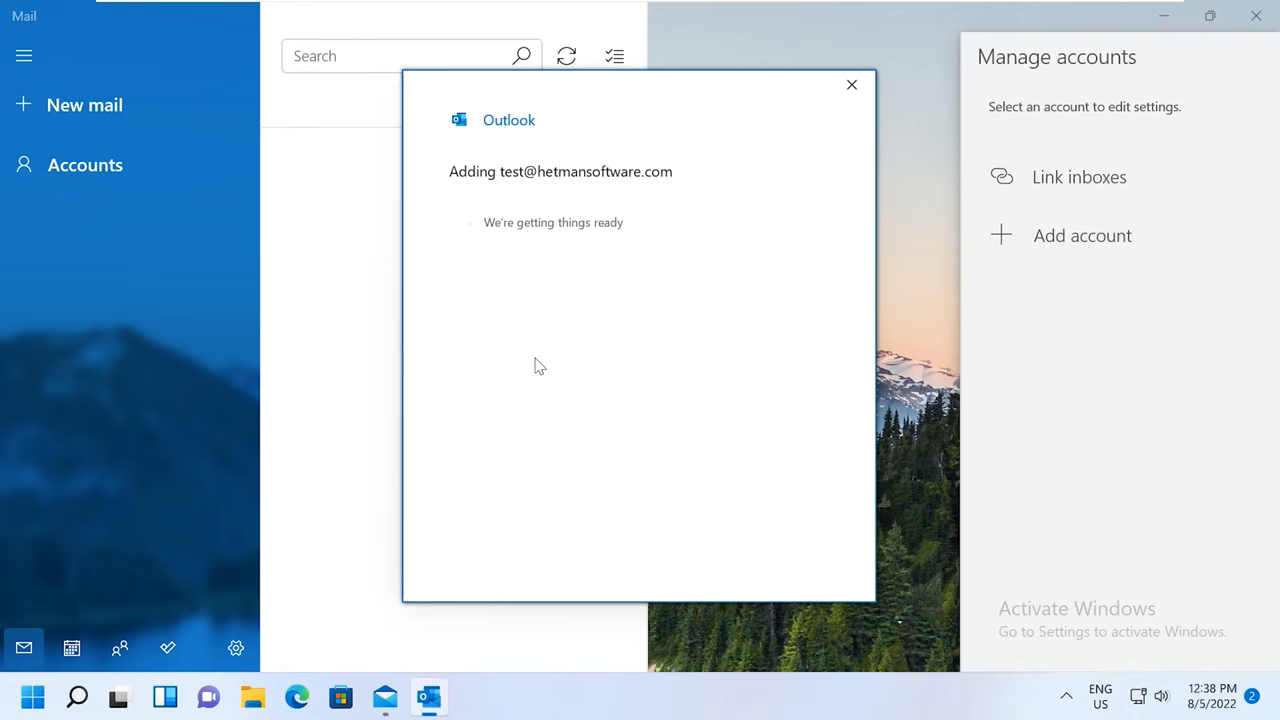 Mail
Search
New mail
Accounts
Outlook
Adding test@hetmansoftware.com
We're getting things ready
Manage accounts
Select an account to edit settings.
Link inboxes
Add account
Activate Windows
Go to Settings to activate Windows.
ENG
US
12:38 PM
8/5/2022
2